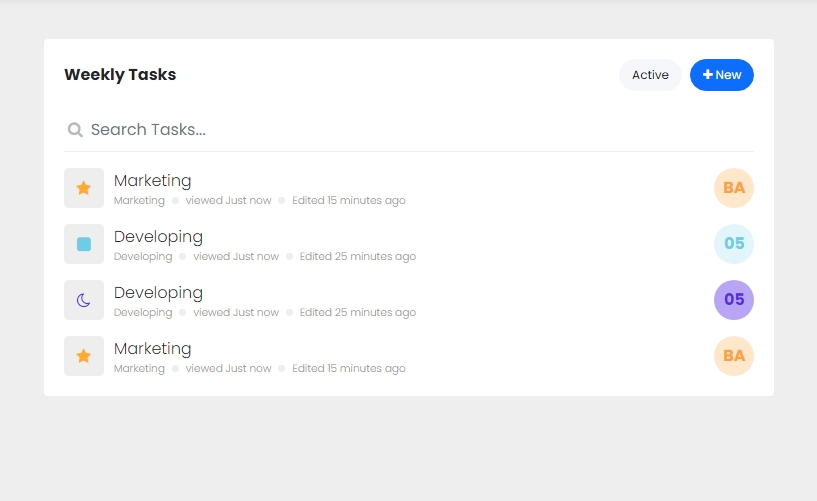 Weekly Tasks
Active
New
Search Tasks...
Marketing
BA
Marketing viewed Just now Edited 15 minutes ago
Developing
05
Developing viewed Just now Edited 25 minutes ago
Developing
05
Developing viewed Just now Edited 25 minutes ago
Marketing
BA
Marketing viewed Just now Edited 15 minutes ago